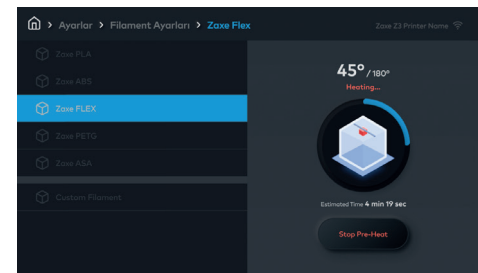 > Ayarlar > Filament Ayarları > Zaxe Flex
Zaxe Z3 Printer Name
Zaxe PLA
Zaxe ABS
Zaxe FLEX
Zaxe PETG
Zaxe ASA
Custom Filament
45° / 180°
Heating...
Estimated Time 4 min 19 sec
Stop Pre-Heat